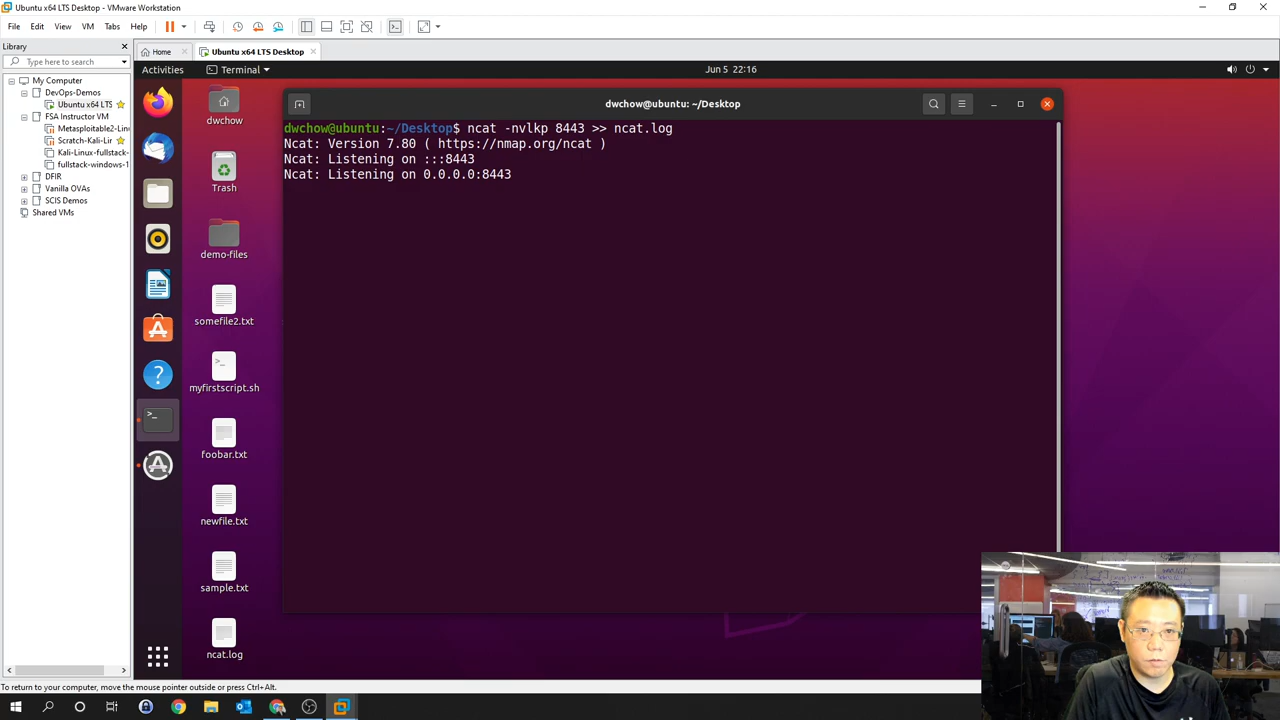 Ubuntu x64 LTS Desktop - VMware Workstation
File Edit View VM Tabs Help
Library
Type here to search
My Computer
DevOps-Demos
Ubuntu x64 LTS
FSA Instructor VM
Metasploitable2-Lin
Scratch-Kali-Lir
Kali-Linux-fullstack-
fullstack-windows-1
DFIR
Vanilla OVAs
SCIS Demos
Shared VMs
Home
Ubuntu x64 LTS Desktop
Activities
Terminal
Jun 5 22:16
dwchow
Trash
demo-files
somefile2.txt
myfirstscript.sh
foobar.txt
newfile.txt
sample.txt
ncat.log
dwchow@ubuntu: ~/Desktop
dwchow@ubuntu:~/Desktop$ ncat -nvlkp 8443 >> ncat.log
Ncat: Version 7.80 ( https://nmap.org/ncat )
Ncat: Listening on :::8443
Ncat: Listening on 0.0.0.0:8443
To return to your computer, move the mouse pointer outside or press Ctrl+Alt.